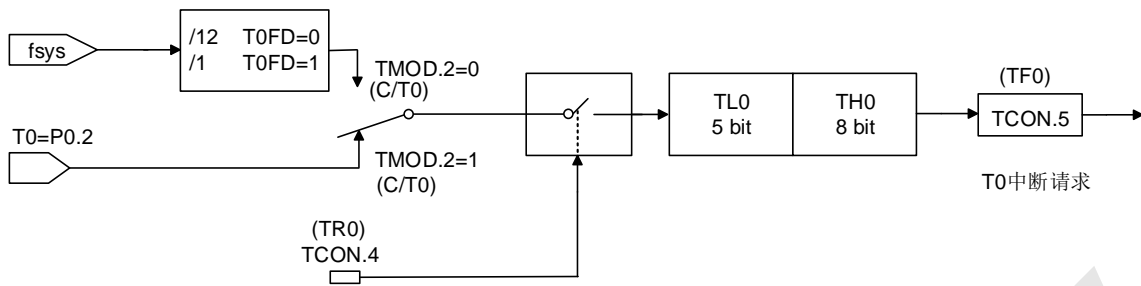 fsys
/12 T0FD=0
/1 T0FD=1
TMOD.2=0
(C/T0)
T0=P0.2
TMOD.2=1
(C/T0)
(TR0)
TCON.4
TL0
5 bit
TH0
8 bit
(TF0)
TCON.5
T0中断请求